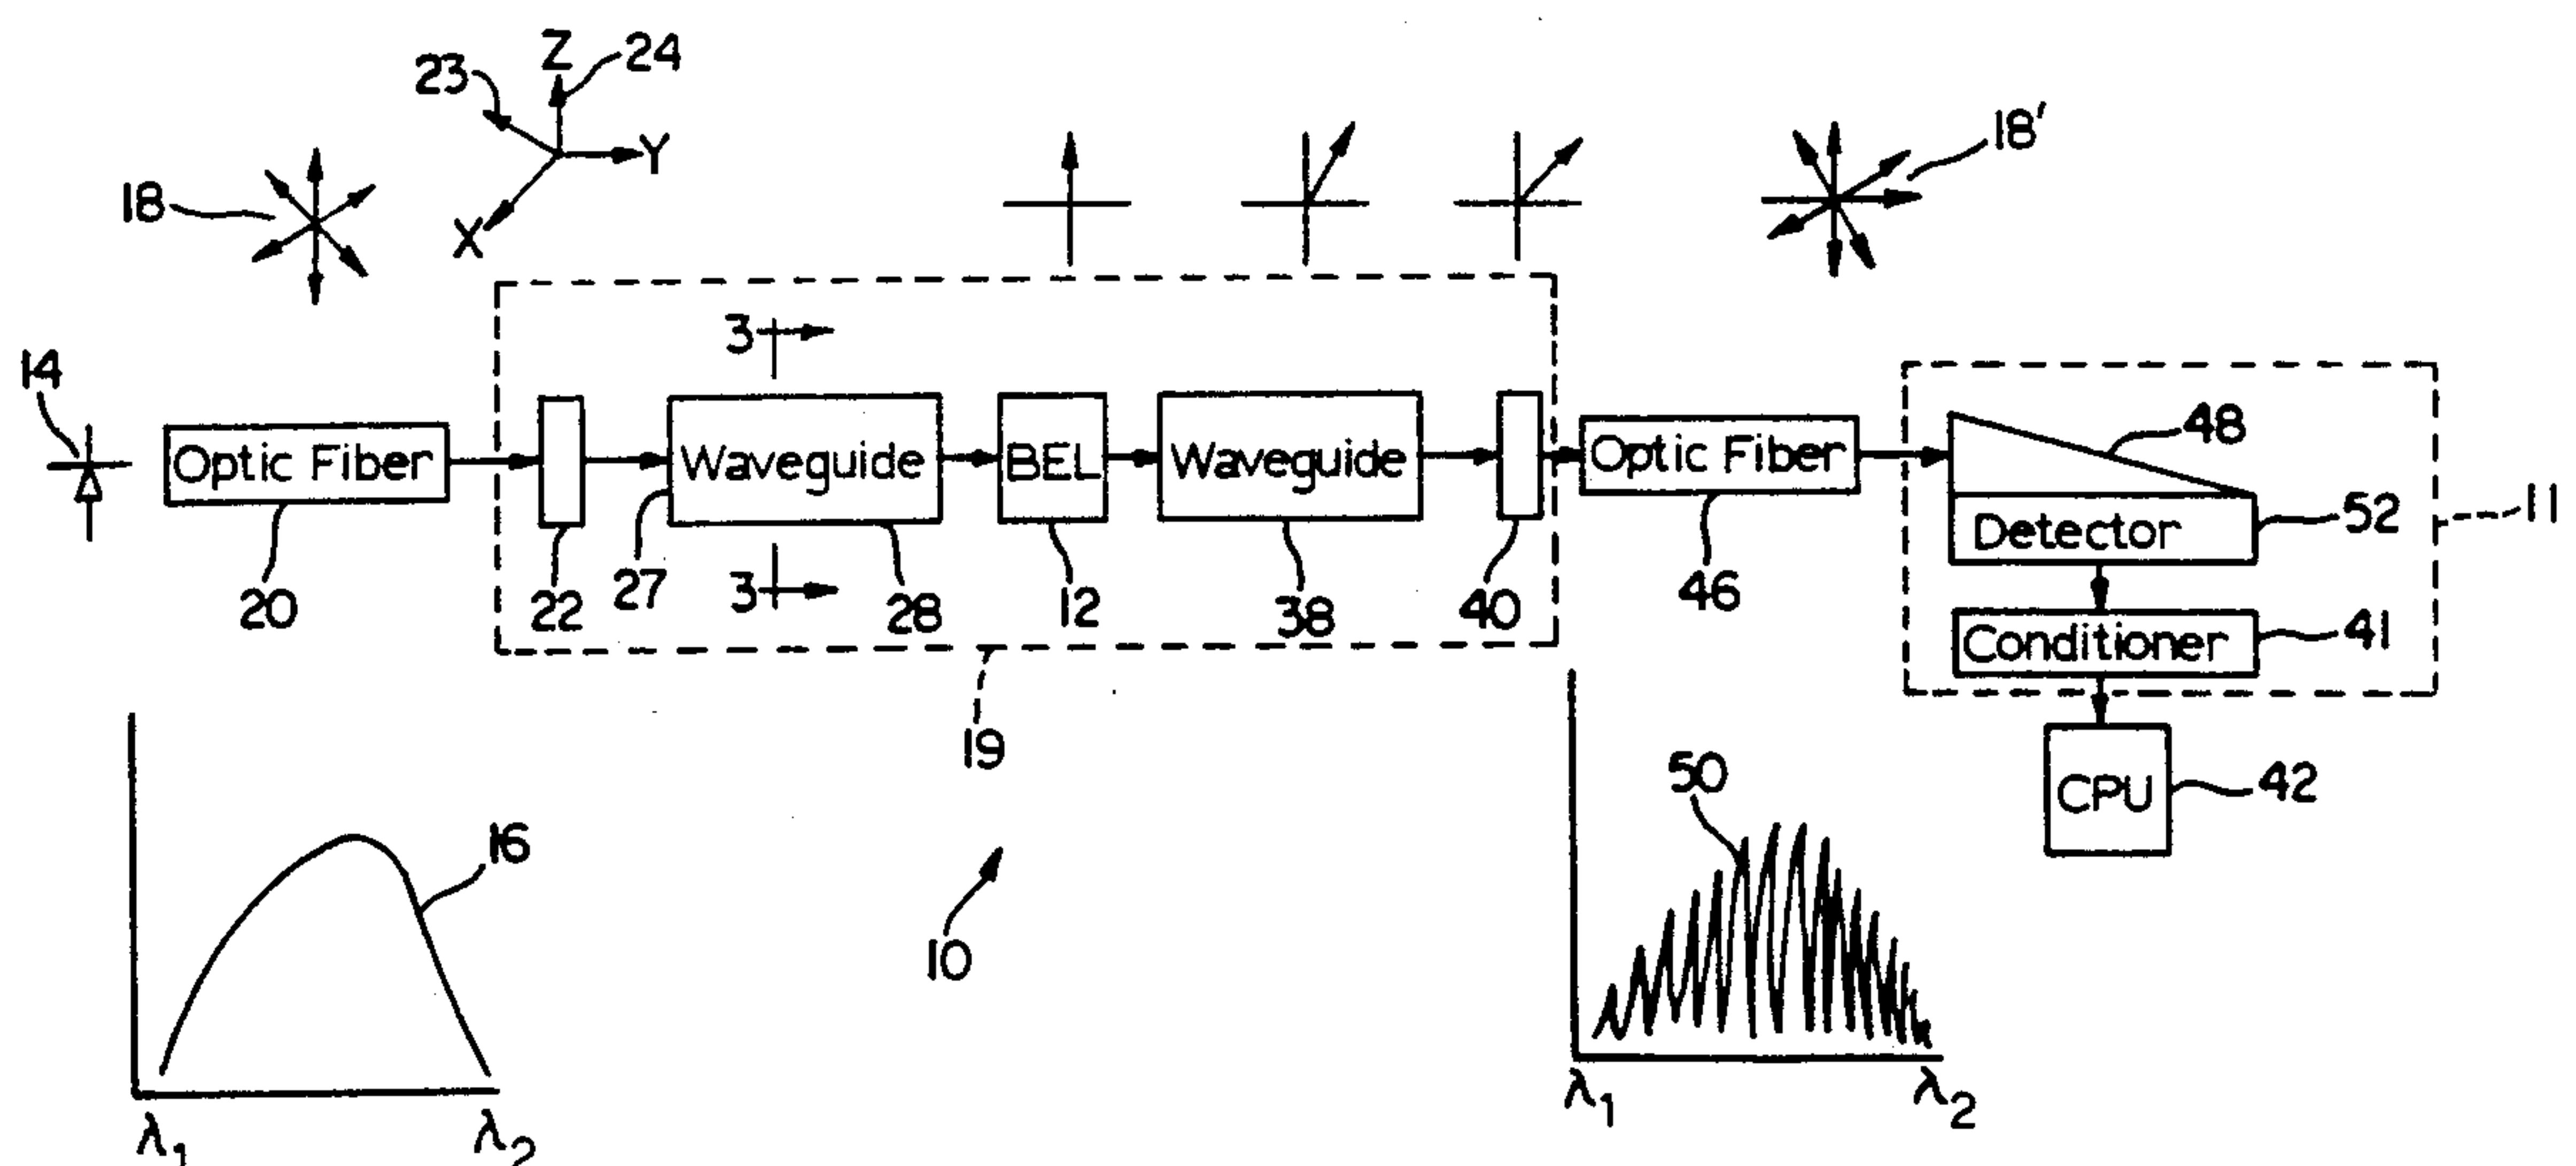 Z 24
23
Y
18
X
18'
3
14
Optic Fiber
Waveguide
BEL
Waveguide
Optic Fiber
48
Detector
52
11
20
22
27
3
28
12
38
40
46
Conditioner
41
19
CPU
42
16
50
10
λ1
λ2
λ1
λ2